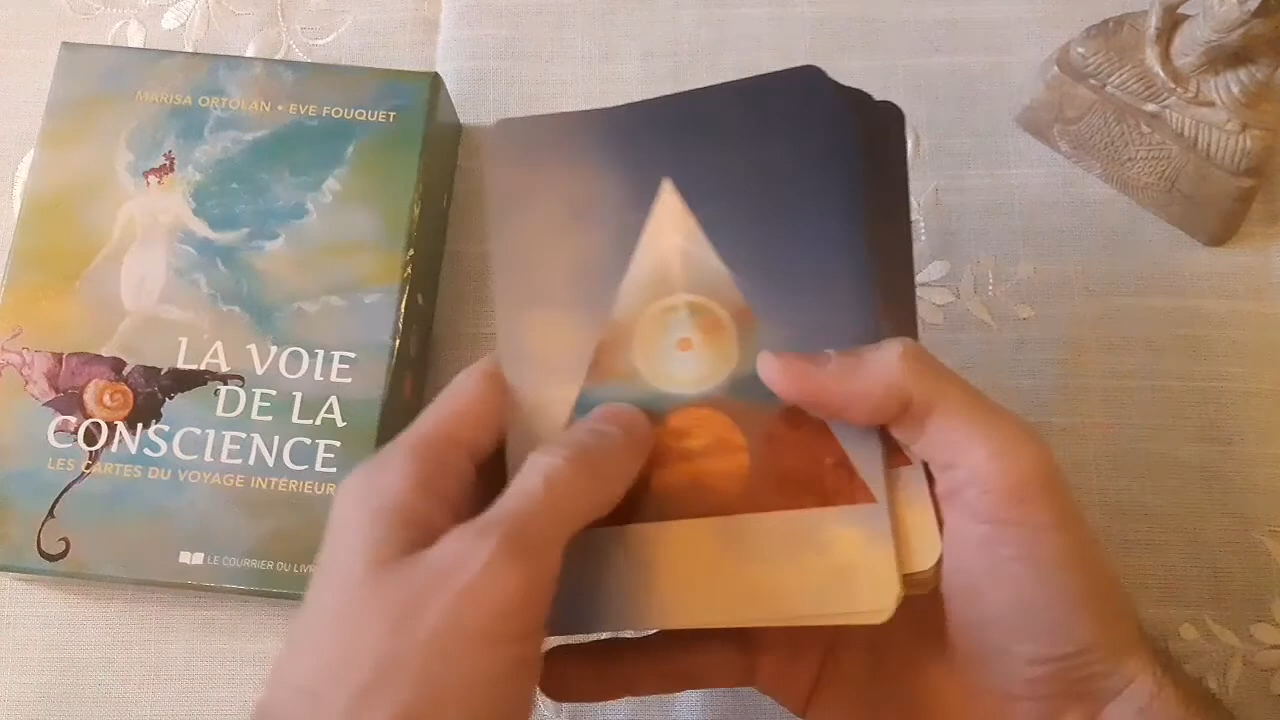 MARISA ORTOLAN • EVE FOUQUET
LA VOIE
DE LA
CONSCIENCE
LES CARTES DU VOYAGE INTÉRIEUR
LE COURRIER DU